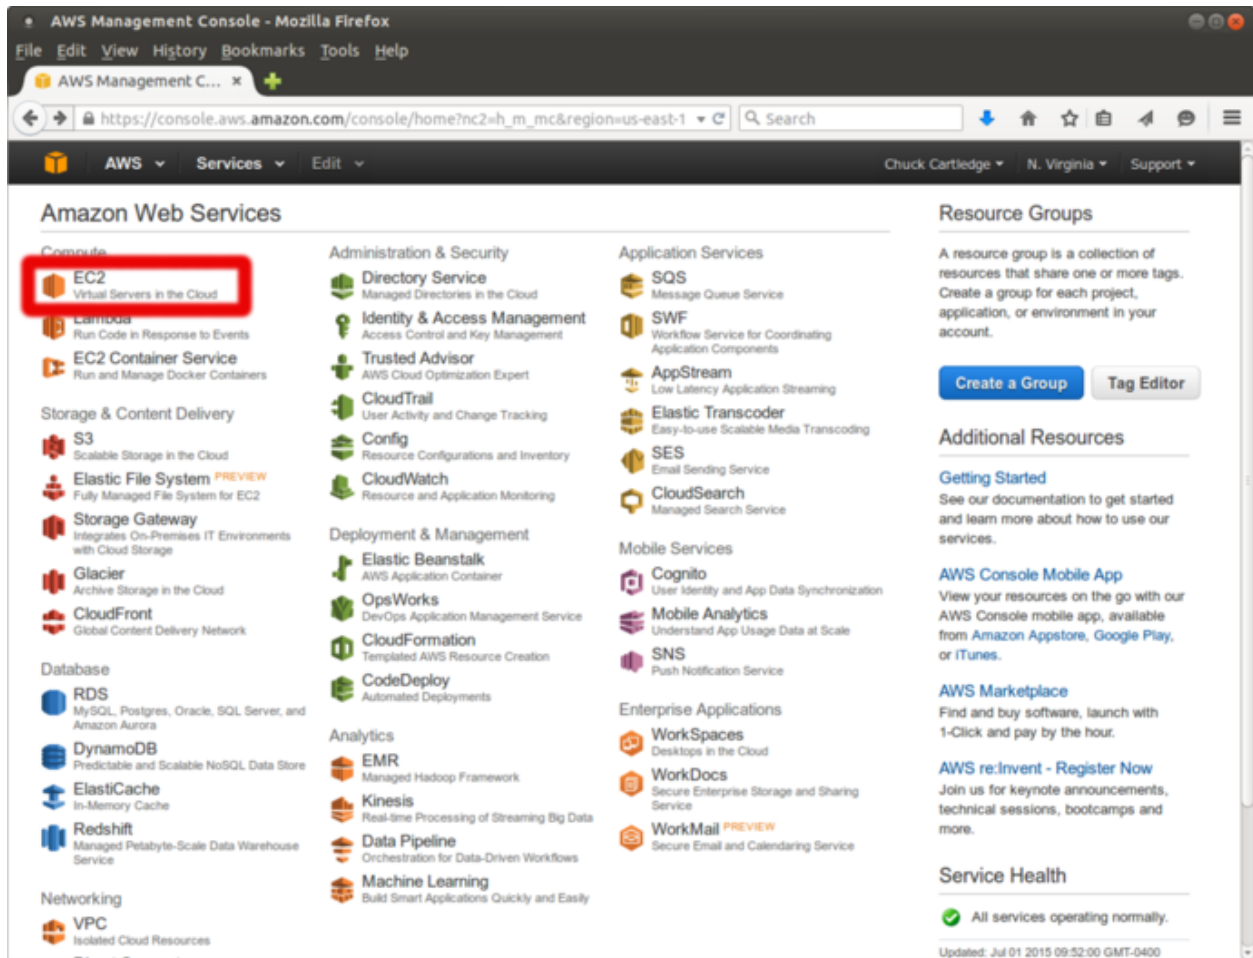 AWS Management Console - Mozilla Firefox
File Edit View History Bookmarks Tools Help
AWS Management C... ×
https://console.aws.amazon.com/console/home?nc2=h_m_mc&region=us-east-1
Search
AWS Services Edit
Chuck Cartledge N. Virginia Support
Amazon Web Services
Compute
EC2
Virtual Servers in the Cloud
Lambda
Run Code in Response to Events
EC2 Container Service
Run and Manage Docker Containers
Storage & Content Delivery
S3
Scalable Storage in the Cloud
Elastic File System PREVIEW
Fully Managed File System for EC2
Storage Gateway
Integrates On-Premises IT Environments
with Cloud Storage
Glacier
Archive Storage in the Cloud
CloudFront
Global Content Delivery Network
Database
RDS
MySQL, Postgres, Oracle, SQL Server, and
Amazon Aurora
DynamoDB
Predictable and Scalable NoSQL Data Store
ElastiCache
In-Memory Cache
Redshift
Managed Petabyte-Scale Data Warehouse
Service
Networking
VPC
Isolated Cloud Resources
Administration & Security
Directory Service
Managed Directories in the Cloud
Identity & Access Management
Access Control and Key Management
Trusted Advisor
AWS Cloud Optimization Expert
CloudTrail
User Activity and Change Tracking
Config
Resource Configurations and Inventory
CloudWatch
Resource and Application Monitoring
Deployment & Management
Elastic Beanstalk
AWS Application Container
OpsWorks
DevOps Application Management Service
CloudFormation
Templated AWS Resource Creation
CodeDeploy
Automated Deployments
Analytics
EMR
Managed Hadoop Framework
Kinesis
Real-time Processing of Streaming Big Data
Data Pipeline
Orchestration for Data-Driven Workflows
Machine Learning
Build Smart Applications Quickly and Easily
Application Services
SQS
Message Queue Service
SWF
Workflow Service for Coordinating
Application Components
AppStream
Low Latency Application Streaming
Elastic Transcoder
Easy-to-use Scalable Media Transcoding
SES
Email Sending Service
CloudSearch
Managed Search Service
Mobile Services
Cognito
User Identity and App Data Synchronization
Mobile Analytics
Understand App Usage Data at Scale
SNS
Push Notification Service
Enterprise Applications
WorkSpaces
Desktops in the Cloud
WorkDocs
Secure Enterprise Storage and Sharing
Service
WorkMail PREVIEW
Secure Email and Calendaring Service
Resource Groups
A resource group is a collection of
resources that share one or more tags.
Create a group for each project,
application, or environment in your
account.
Create a Group Tag Editor
Additional Resources
Getting Started
See our documentation to get started
and learn more about how to use our
services.
AWS Console Mobile App
View your resources on the go with our
AWS Console mobile app, available
from Amazon Appstore, Google Play,
or iTunes.
AWS Marketplace
Find and buy software, launch with
1-Click and pay by the hour.
AWS re:Invent - Register Now
Join us for keynote announcements,
technical sessions, bootcamps and
more.
Service Health
All services operating normally.
Updated: Jul 01 2015 09:52:00 GMT-0400